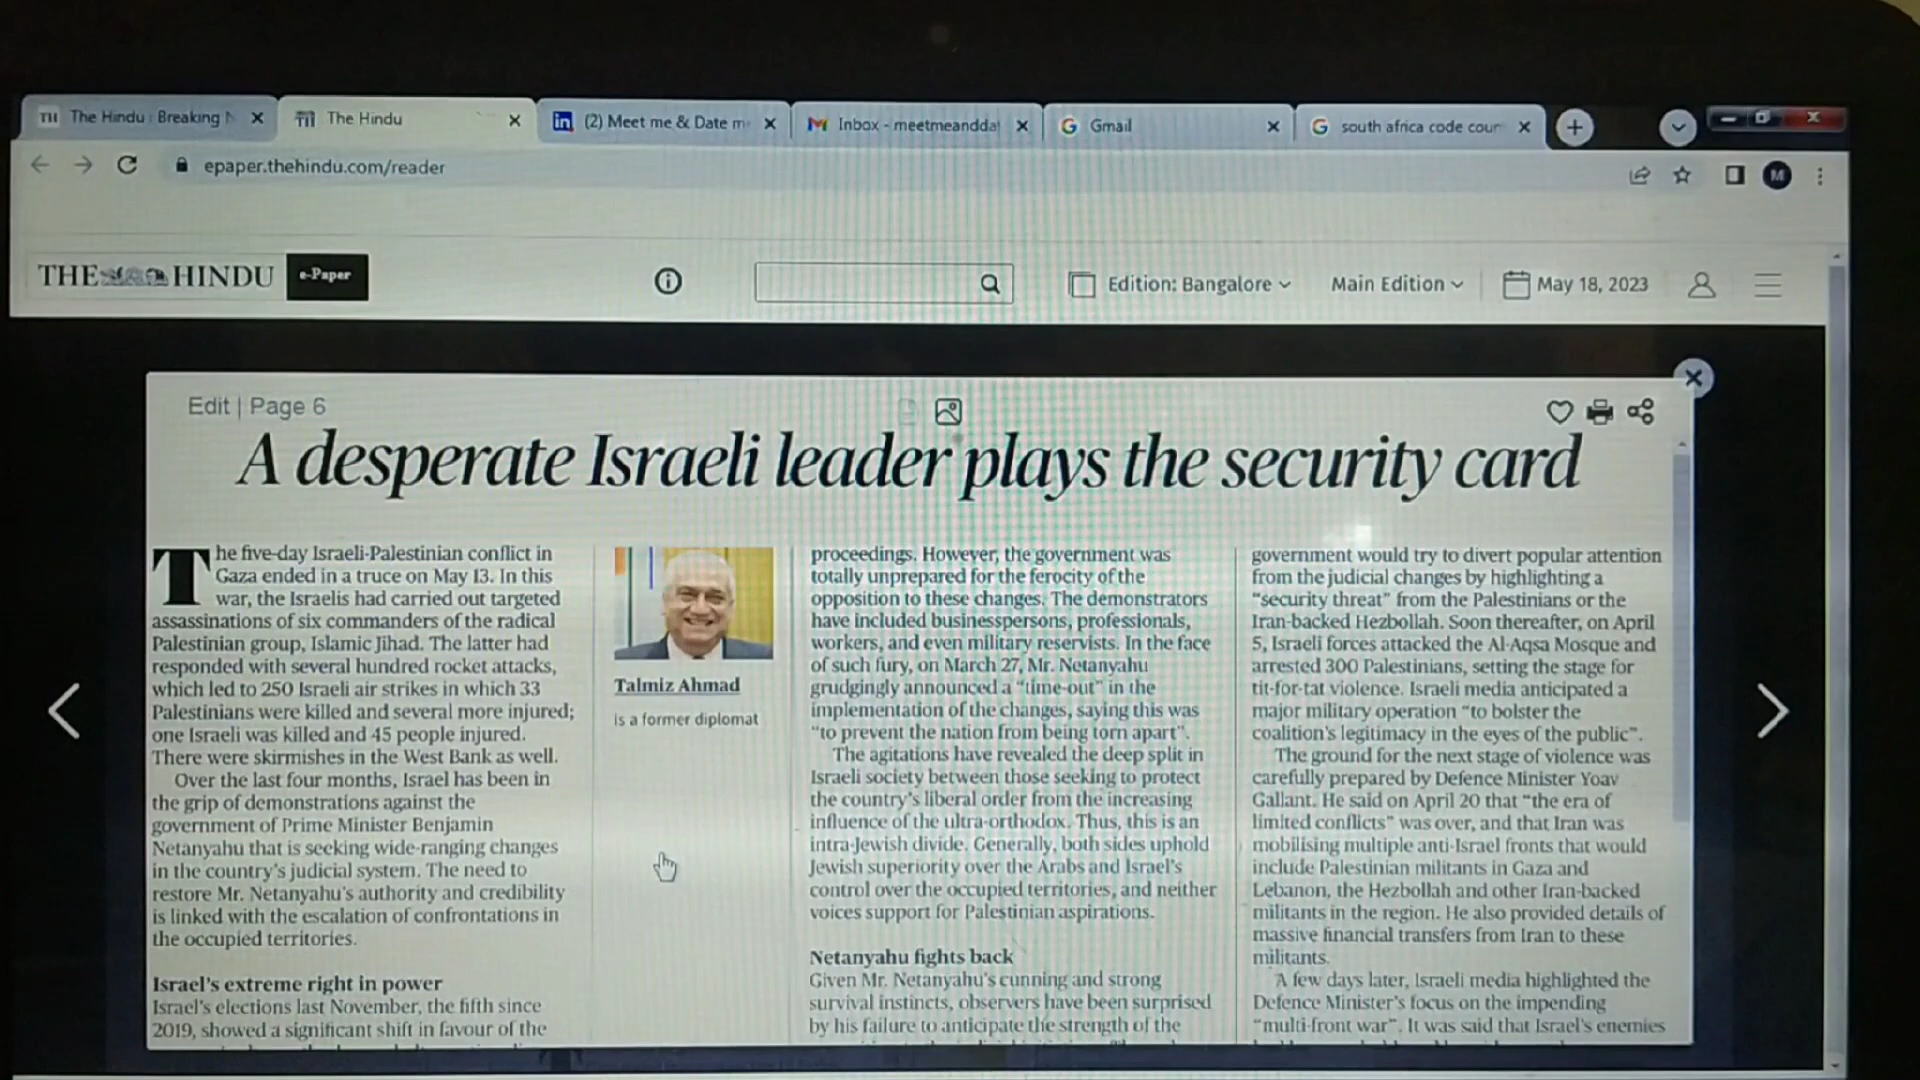 The Hindu : Breaking N
The Hindu
(2) Meet me & Date m
Inbox - meetmeanddat
Gmail
south africa code coun
epaper.thehindu.com/reader
M
THE HINDU
e-Paper
Edition: Bangalore
Main Edition
May 18, 2023
Edit | Page 6
A desperate Israeli leader plays the security card
The five-day Israeli-Palestinian conflict in
Gaza ended in a truce on May 13. In this
war, the Israelis had carried out targeted
assassinations of six commanders of the radical
Palestinian group, Islamic Jihad. The latter had
responded with several hundred rocket attacks,
which led to 250 Israeli air strikes in which 33
Palestinians were killed and several more injured;
one Israeli was killed and 45 people injured.
There were skirmishes in the West Bank as well.
Over the last four months, Israel has been in
the grip of demonstrations against the
government of Prime Minister Benjamin
Netanyahu that is seeking wide-ranging changes
in the country's judicial system. The need to
restore Mr. Netanyahu's authority and credibility
is linked with the escalation of confrontations in
the occupied territories.
Israel's extreme right in power
Israel's elections last November, the fifth since
2019, showed a significant shift in favour of the
Talmiz Ahmad
is a former diplomat
proceedings. However, the government was
totally unprepared for the ferocity of the
opposition to these changes. The demonstrators
have included businesspersons, professionals,
workers, and even military reservists. In the face
of such fury, on March 27, Mr. Netanyahu
grudgingly announced a "time-out" in the
implementation of the changes, saying this was
"to prevent the nation from being torn apart".
The agitations have revealed the deep split in
Israeli society between those seeking to protect
the country's liberal order from the increasing
influence of the ultra-orthodox. Thus, this is an
intra-Jewish divide. Generally, both sides uphold
Jewish superiority over the Arabs and Israel's
control over the occupied territories, and neither
voices support for Palestinian aspirations.
Netanyahu fights back
Given Mr. Netanyahu's cunning and strong
survival instincts, observers have been surprised
by his failure to anticipate the strength of the
government would try to divert popular attention
from the judicial changes by highlighting a
"security threat" from the Palestinians or the
Iran-backed Hezbollah. Soon thereafter, on April
5, Israeli forces attacked the Al-Aqsa Mosque and
arrested 300 Palestinians, setting the stage for
tit-for-tat violence. Israeli media anticipated a
major military operation "to bolster the
coalition's legitimacy in the eyes of the public".
The ground for the next stage of violence was
carefully prepared by Defence Minister Yoav
Gallant. He said on April 20 that "the era of
limited conflicts" was over, and that Iran was
mobilising multiple anti-Israel fronts that would
include Palestinian militants in Gaza and
Lebanon, the Hezbollah and other Iran-backed
militants in the region. He also provided details of
massive financial transfers from Iran to these
militants.
A few days later, Israeli media highlighted the
Defence Minister's focus on the impending
"multi-front war". It was said that Israel's enemies